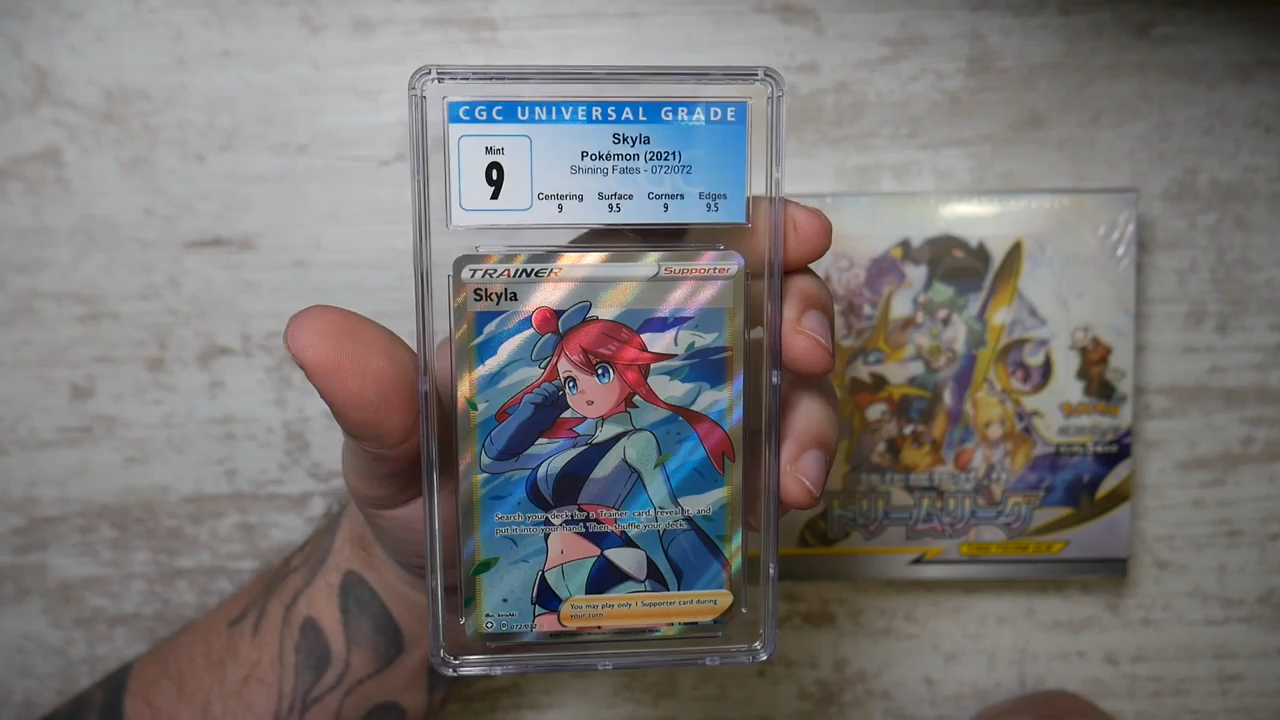 CGC UNIVERSAL GRADE
Skyla
Pokémon (2021)
Shining Fates - 072/072
Mint
9
Centering Surface Corners Edges
9 9.5 9 9.5
TRAINER Supporter
Skyla
Search your deck for a Trainer card, reveal it, and
put it into your hand. Then, shuffle your deck.
You may play only 1 Supporter card during
your turn.
072/072
ドリームリーグ